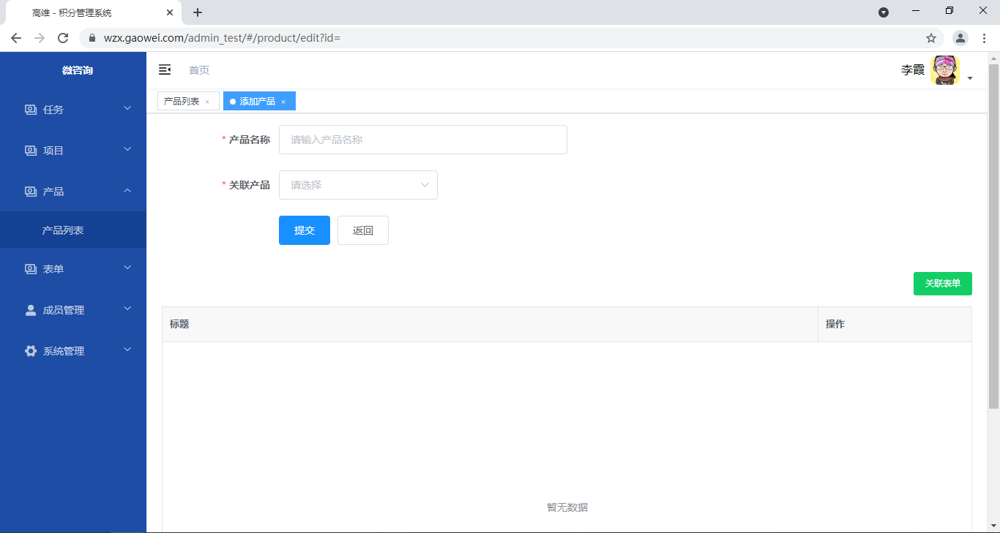 高维 - 积分管理系统
wzx.gaowei.com/admin_test/#/product/edit?id=
微咨询
首页
李霞
产品列表 ×
添加产品 ×
任务
项目
产品
产品列表
表单
成员管理
系统管理
* 产品名称 请输入产品名称
* 关联产品 请选择
提交 返回
关联表单
标题 操作
暂无数据